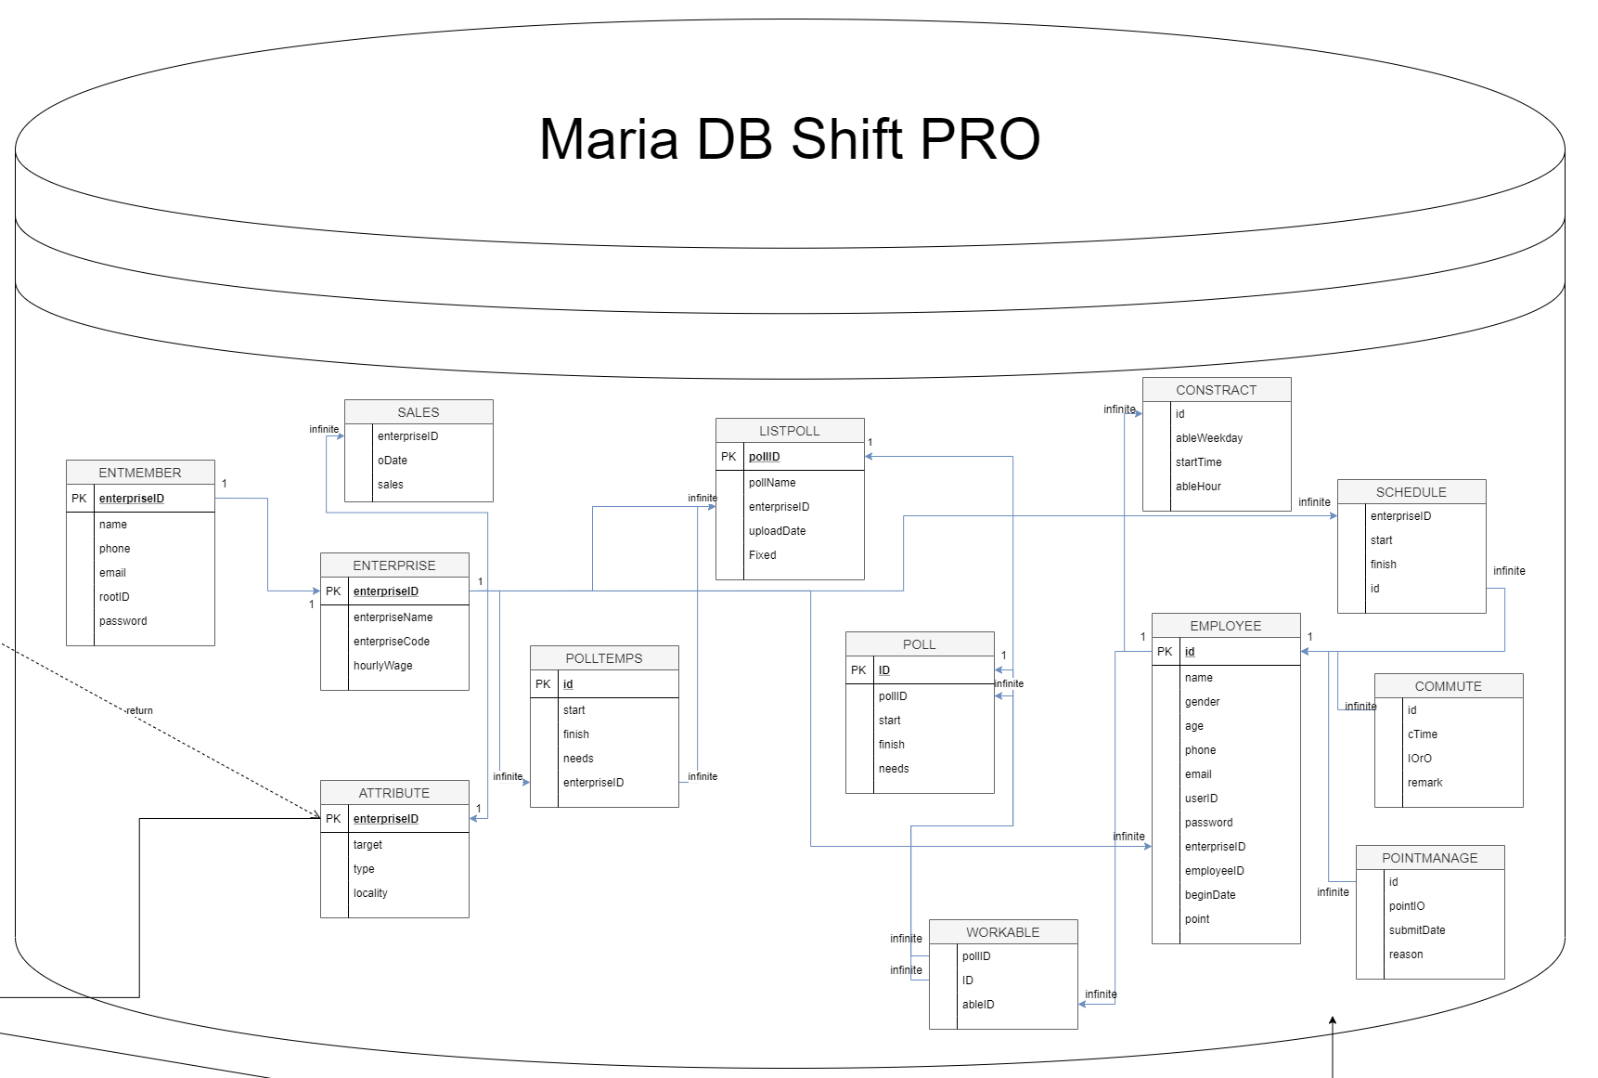 Maria DB Shift PRO
ENTMEMBER
1
PK enterpriseID
name
phone
email
rootID
password
SALES
infinite
enterpriseID
oDate
sales
ENTERPRISE
1
PK enterpriseID
1
enterpriseName
enterpriseCode
hourlyWage
return
ATTRIBUTE
1
PK enterpriseID
target
type
locality
POLLTEMPS
PK id
start
finish
needs
infinite
enterpriseID
infinite
LISTPOLL
1
PK pollID
pollName
infinite
enterpriseID
uploadDate
Fixed
POLL
1
PK ID
infinite
pollID
start
finish
needs
WORKABLE
infinite
pollID
infinite
ID
infinite
ableID
CONSTRACT
infinite
id
ableWeekday
startTime
ableHour
SCHEDULE
infinite
enterpriseID
start
finish
infinite
id
EMPLOYEE
1
1
PK id
name
gender
age
phone
email
userID
password
infinite
enterpriseID
employeeID
beginDate
point
COMMUTE
infinite
id
cTime
IOrO
remark
POINTMANAGE
infinite
id
pointIO
submitDate
reason